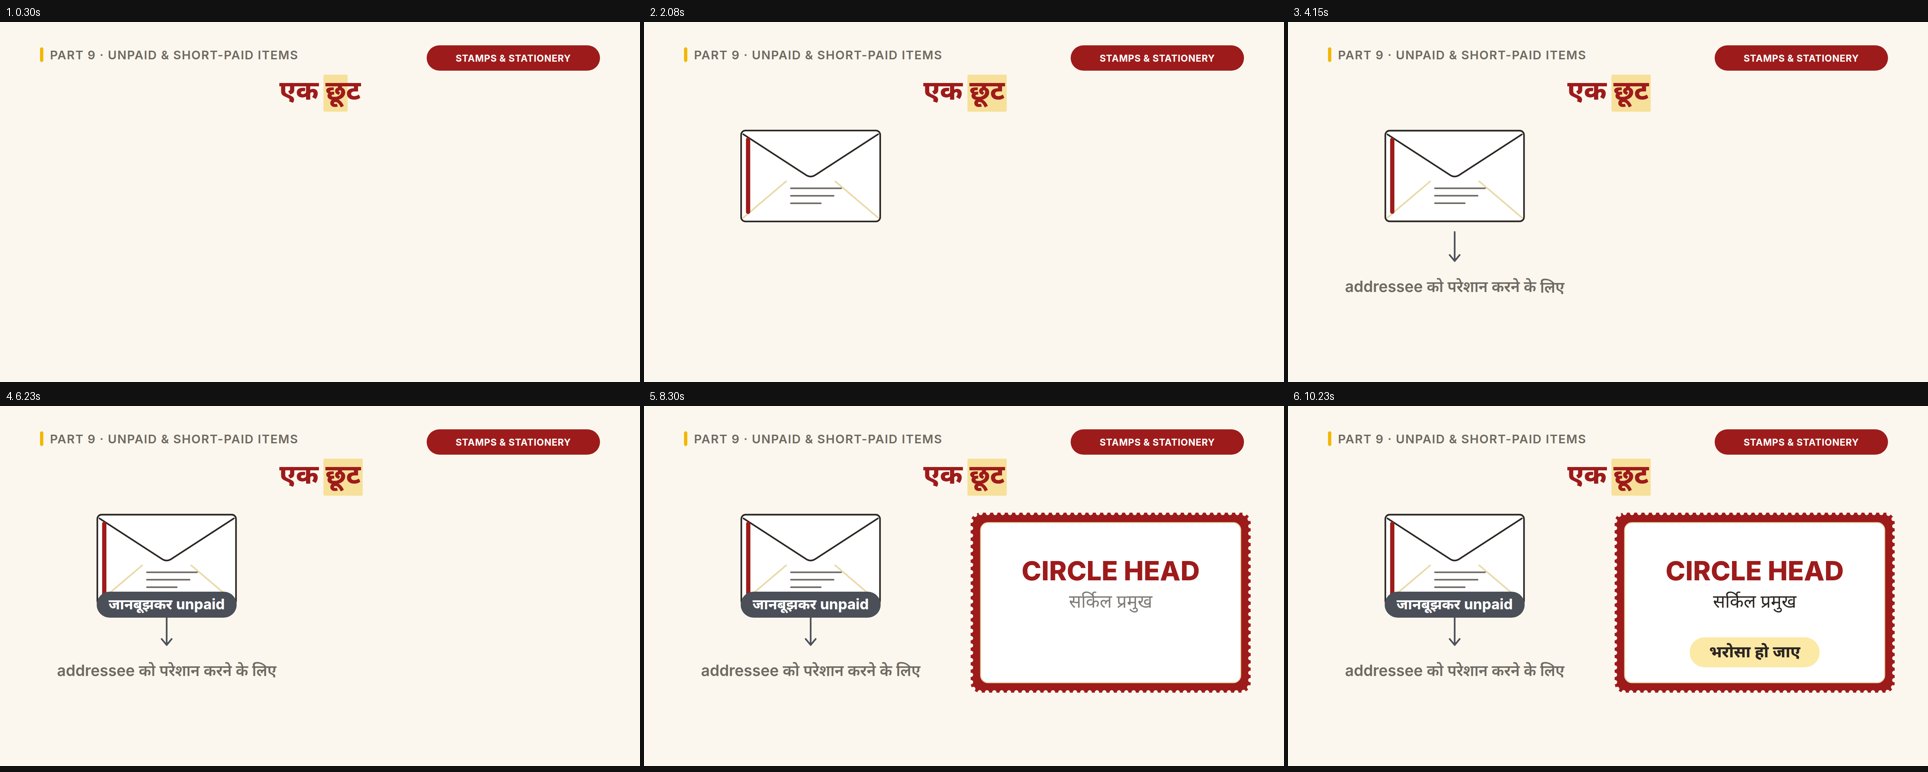 1. 0.30s
PART 9 · UNPAID & SHORT-PAID ITEMS
STAMPS & STATIONERY
एक छूट
2. 2.08s
PART 9 · UNPAID & SHORT-PAID ITEMS
STAMPS & STATIONERY
एक छूट
3. 4.15s
PART 9 · UNPAID & SHORT-PAID ITEMS
STAMPS & STATIONERY
एक छूट
addressee को परेशान करने के लिए
4. 6.23s
PART 9 · UNPAID & SHORT-PAID ITEMS
STAMPS & STATIONERY
एक छूट
जानबूझकर unpaid
addressee को परेशान करने के लिए
5. 8.30s
PART 9 · UNPAID & SHORT-PAID ITEMS
STAMPS & STATIONERY
एक छूट
CIRCLE HEAD
सर्किल प्रमुख
जानबूझकर unpaid
addressee को परेशान करने के लिए
6. 10.23s
PART 9 · UNPAID & SHORT-PAID ITEMS
STAMPS & STATIONERY
एक छूट
CIRCLE HEAD
सर्किल प्रमुख
जानबूझकर unpaid
भरोसा हो जाए
addressee को परेशान करने के लिए